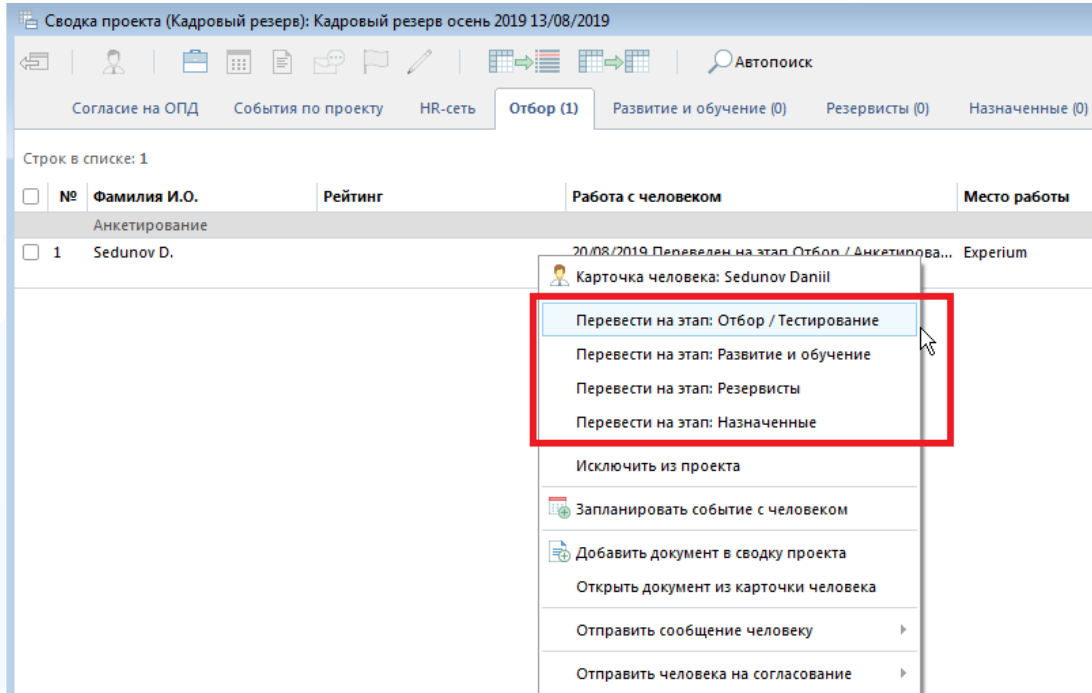 Сводка проекта (Кадровый резерв): Кадровый резерв осень 2019 13/08/2019
Автопоиск
Согласие на ОПД События по проекту HR-сеть Отбор (1) Развитие и обучение (0) Резервисты (0) Назначенные (0)
Строк в списке: 1
№ Фамилия И.О. Рейтинг Работа с человеком Место работы
Анкетирование
1 Sedunov D. 20/08/2019 Переведен на этап Отбор / Анкетирова... Experium
Карточка человека: Sedunov Daniil
Перевести на этап: Отбор / Тестирование
Перевести на этап: Развитие и обучение
Перевести на этап: Резервисты
Перевести на этап: Назначенные
Исключить из проекта
Запланировать событие с человеком
Добавить документ в сводку проекта
Открыть документ из карточки человека
Отправить сообщение человеку
Отправить человека на согласование